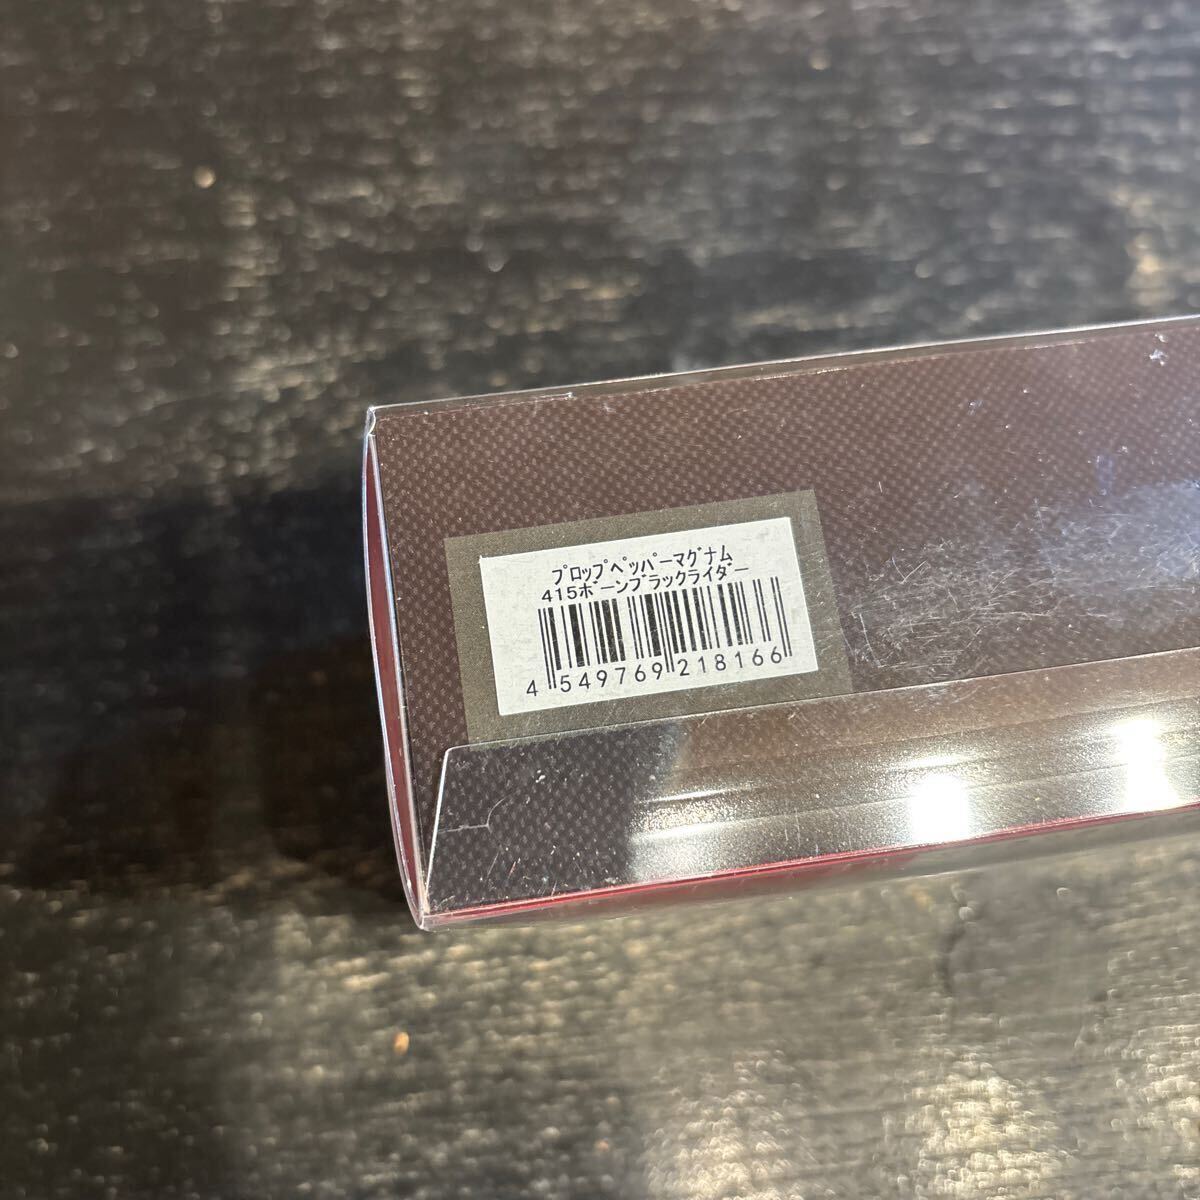 ﾌﾟﾛｯﾌﾟﾍﾟｯﾊﾟｰﾏｸﾞﾅﾑ
415ﾎﾞｰﾝﾌﾞﾗｯｸﾗｲﾀﾞｰ
4 549769 218166